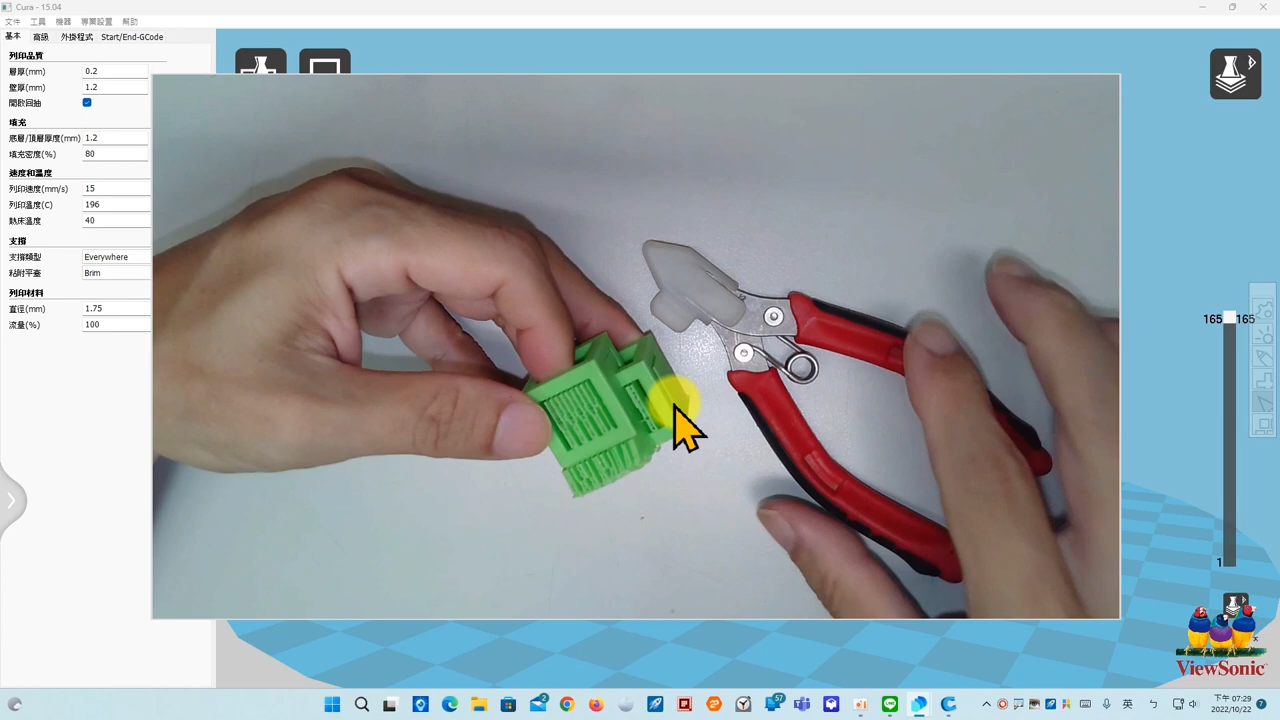 Cura - 15.04
文件 工具 機器 專業設置 幫助
基本 高級 外掛程式 Start/End-GCode
列印品質
層厚(mm) 0.2
壁厚(mm) 1.2
開啟回抽
填充
底層/頂層厚度(mm) 1.2
填充密度(%) 80
速度和溫度
列印速度(mm/s) 15
列印溫度(C) 196
熱床溫度 40
支撐
支撐類型 Everywhere
粘附平臺 Brim
列印材料
直徑(mm) 1.75
流量(%) 100
165 165
1
ViewSonic
2
57
英
下午 07:29
2022/10/22
7